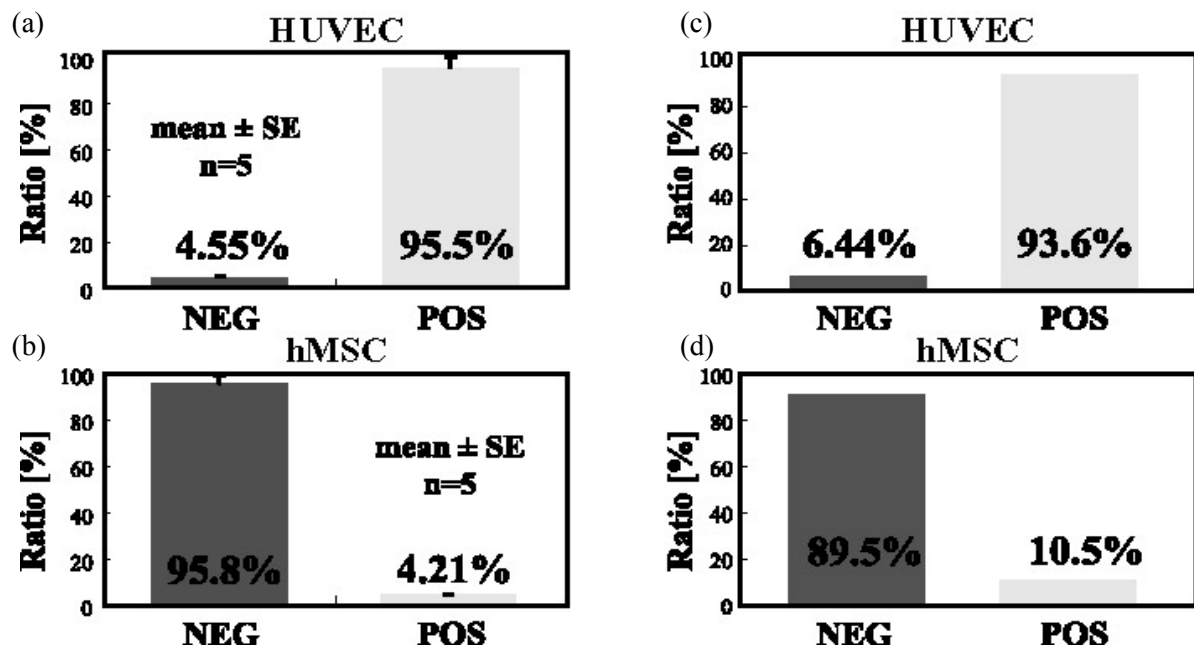 (a)
HUVEC
Ratio [%]
100
80
60
40
20
0
mean ± SE
n=5
4.55%
95.5%
NEG POS
(c)
HUVEC
Ratio [%]
100
80
60
40
20
0
6.44%
93.6%
NEG POS
(b)
hMSC
Ratio [%]
100
80
60
40
20
0
mean ± SE
n=5
95.8%
4.21%
NEG POS
(d)
hMSC
Ratio [%]
100
80
60
40
20
0
89.5%
10.5%
NEG POS